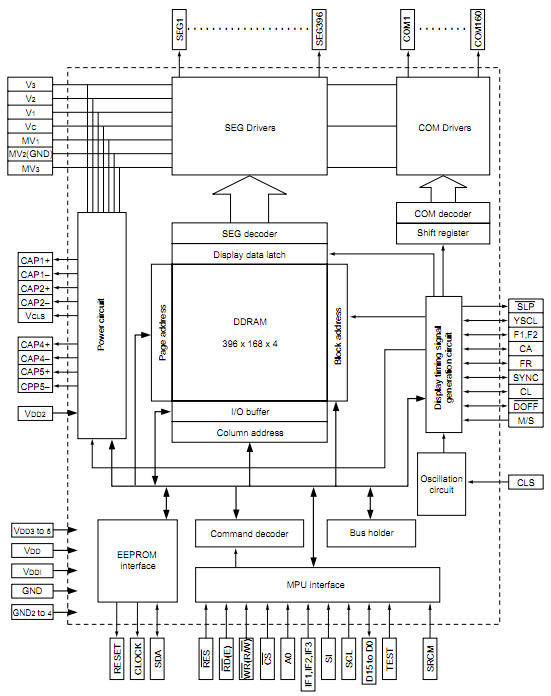 SEG1
SEG396
COM1
COM160
V3
V2
V1
VC
MV1
MV2(GND)
MV3
SEG Drivers
COM Drivers
SEG decoder
Display data latch
COM decoder
Shift register
CAP1+
CAP1–
CAP2+
CAP2–
VCLS
CAP4+
CAP4–
CAP5+
CPP5–
VDD2
Power circuit
Page address
DDRAM
396 x 168 x 4
Block address
I/O buffer
Column address
Display timing signal
generation circuit
SLP
YSCL
F1,F2
CA
FR
SYNC
CL
DOFF
M/S
Oscillation
circuit
CLS
VDD3 to 5
VDD
VDDI
GND
GND2 to 4
EEPROM
interface
Command decoder
Bus holder
MPU interface
RESET
CLOCK
SDA
RES
RD(E)
WR(R/W)
CS
A0
IF1,IF2,IF3
SI
SCL
D15 to D0
TEST
SRCM